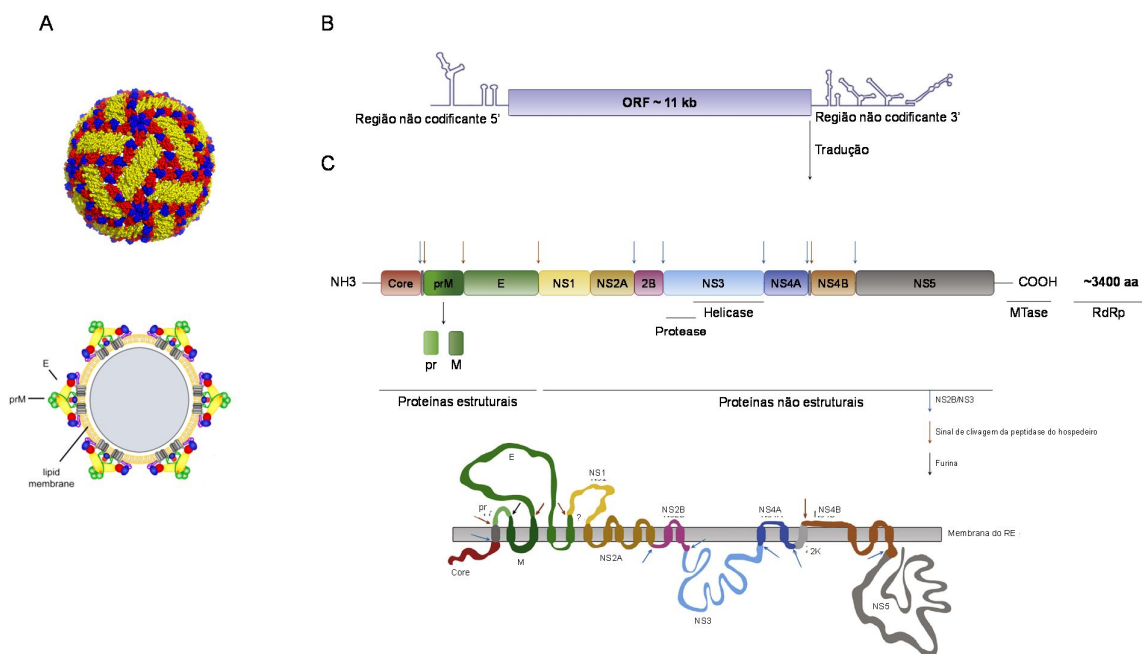 A
B
ORF ~ 11 kb
Região não codificante 5'
Região não codificante 3'
Tradução
C
NH3
Core
prM
E
NS1
NS2A
2B
NS3
NS4A
NS4B
NS5
COOH
~3400 aa
Helicase
Protease
MTase
RdRp
pr
M
Proteínas estruturais
Proteínas não estruturais
NS2B/NS3
Sinal de clivagem da peptidase do hospedeiro
Furina
E
prM
lipid
membrane
E
NS1
pr
?
NS2B
NS4A
NS4B
Membrana do RE
Core
M
NS2A
2K
NS3
NS5